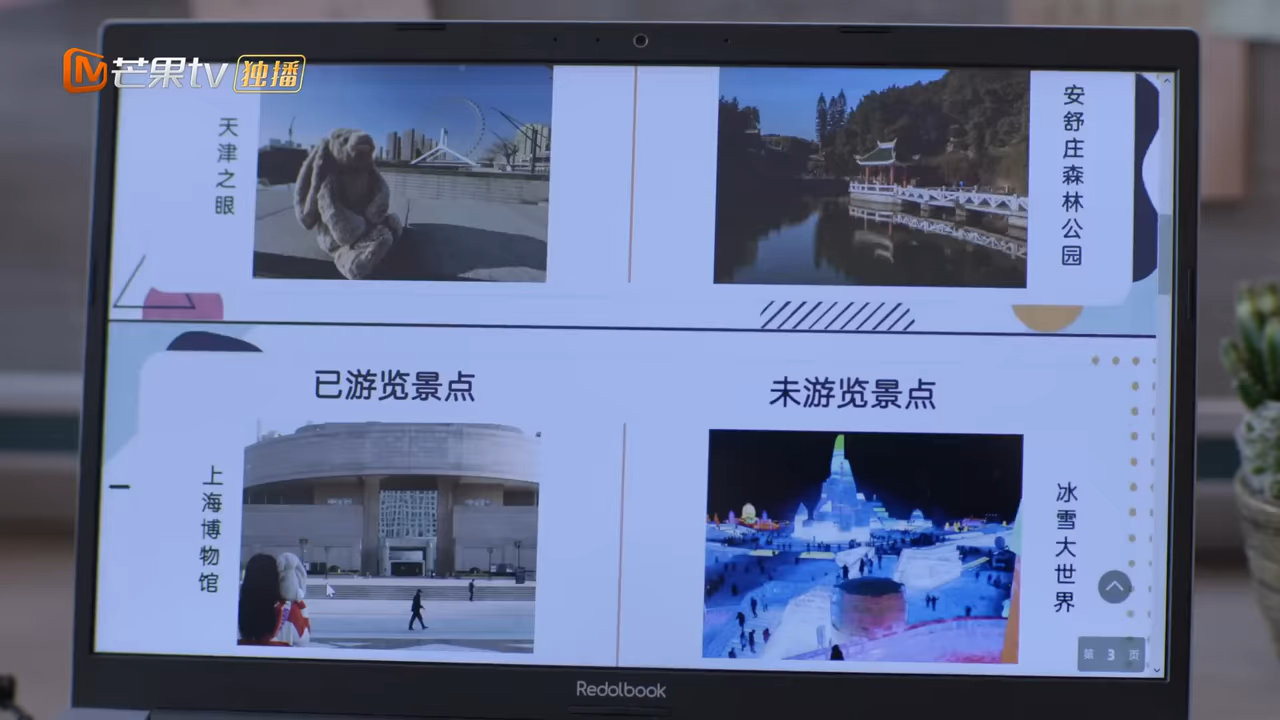 芒果tv 独播
天津之眼
安舒庄森林公园
已游览景点
未游览景点
上海博物馆
冰雪大世界
第 3 页
Redolbook